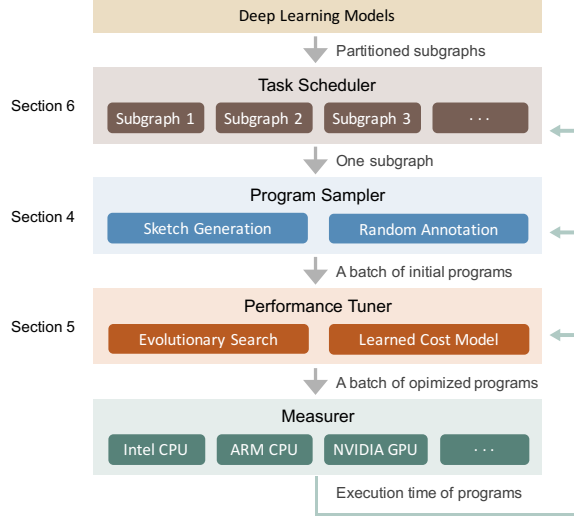 Deep Learning Models
Partitioned subgraphs
Section 6
Task Scheduler
Subgraph 1 Subgraph 2 Subgraph 3 · · ·
One subgraph
Section 4
Program Sampler
Sketch Generation Random Annotation
A batch of initial programs
Section 5
Performance Tuner
Evolutionary Search Learned Cost Model
A batch of opimized programs
Measurer
Intel CPU ARM CPU NVIDIA GPU · · ·
Execution time of programs